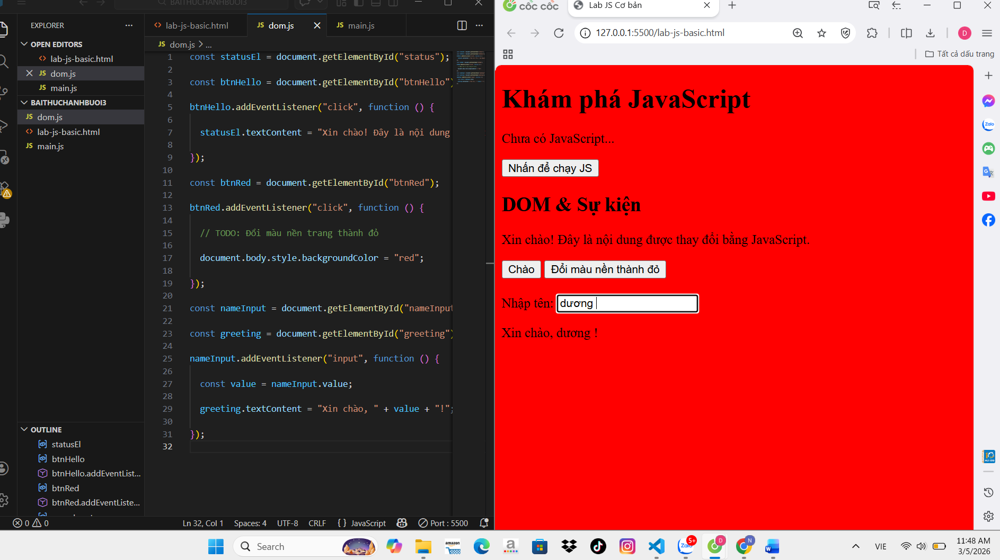 BAITHUCHANHBUOI3
EXPLORER
OPEN EDITORS
lab-js-basic.html
JS dom.js
JS main.js
BAITHUCHANHBUOI3
JS dom.js
lab-js-basic.html
JS main.js
OUTLINE
statusEl
btnHello
btnHello.addEventList...
btnRed
btnRed.addEventListe...
lab-js-basic.html
JS dom.js
JS main.js
JS dom.js > ...
1 const statusEl = document.getElementById("status");
2
3 const btnHello = document.getElementById("btnHello")
4
5 btnHello.addEventListener("click", function () {
6
7 statusEl.textContent = "Xin chào! Đây là nội dung
8
9 });
10
11 const btnRed = document.getElementById("btnRed");
12
13 btnRed.addEventListener("click", function () {
14
15 // TODO: Đổi màu nền trang thành đỏ
16
17 document.body.style.backgroundColor = "red";
18
19 });
20
21 const nameInput = document.getElementById("nameInput
22
23 const greeting = document.getElementById("greeting")
24
25 nameInput.addEventListener("input", function () {
26
27 const value = nameInput.value;
28
29 greeting.textContent = "Xin chào, " + value + "!";
30
31 });
32
0 0
Ln 32, Col 1 Spaces: 4 UTF-8 CRLF { } JavaScript Port : 5500
cốc cốc
Lab JS Cơ bản
127.0.0.1:5500/lab-js-basic.html
D
Tất cả dấu trang
Khám phá JavaScript
Chưa có JavaScript...
Nhấn để chạy JS
DOM & Sự kiện
Xin chào! Đây là nội dung được thay đổi bằng JavaScript.
Chào Đổi màu nền thành đỏ
Nhập tên: dương
Xin chào, dương !
Zalo
Search
amazon
a
Zalo
5+
D
N
W
VIE
11:48 AM
3/5/2026